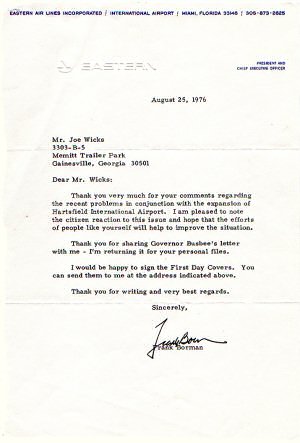 EASTERN AIR LINES INCORPORATED / INTERNATIONAL AIRPORT / MIAMI, FLORIDA 33148 / 305-873-2825
EASTERN
PRESIDENT AND
CHIEF EXECUTIVE OFFICER
August 25, 1976
Mr. Joe Wicks
3303-B-5
Memitt Trailer Park
Gainesville, Georgia 30501
Dear Mr. Wicks:
Thank you very much for your comments regarding
the recent problems in conjunction with the expansion of
Hartsfield International Airport. I am pleased to note
the citizen reaction to this issue and hope that the efforts
of people like yourself will help to improve the situation.
Thank you for sharing Governor Busbee's letter
with me - I'm returning it for your personal files.
I would be happy to sign the First Day Covers. You
can send them to me at the address indicated above.
Thank you for writing and very best regards.
Sincerely,
Frank Borman
Frank Borman